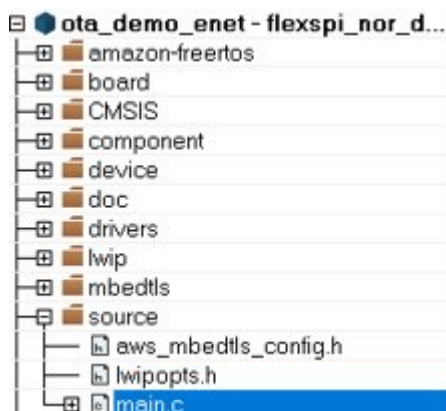 ota_demo_enet - flexspi_nor_d...
amazon-freertos
board
CMSIS
component
device
doc
drivers
lwip
mbedtls
source
aws_mbedtls_config.h
lwipopts.h
main.c